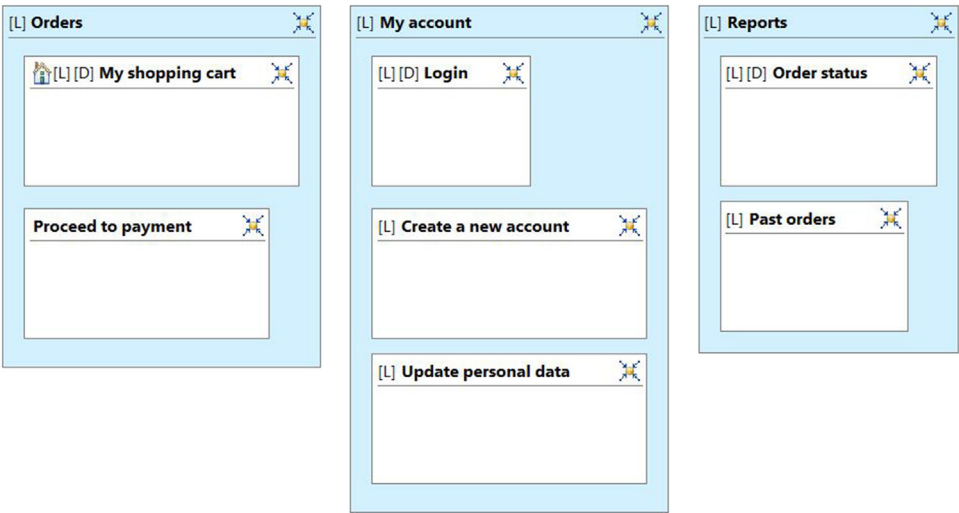 [L] Orders
[L] [D] My shopping cart
Proceed to payment
[L] My account
[L] [D] Login
[L] Create a new account
[L] Update personal data
[L] Reports
[L] [D] Order status
[L] Past orders